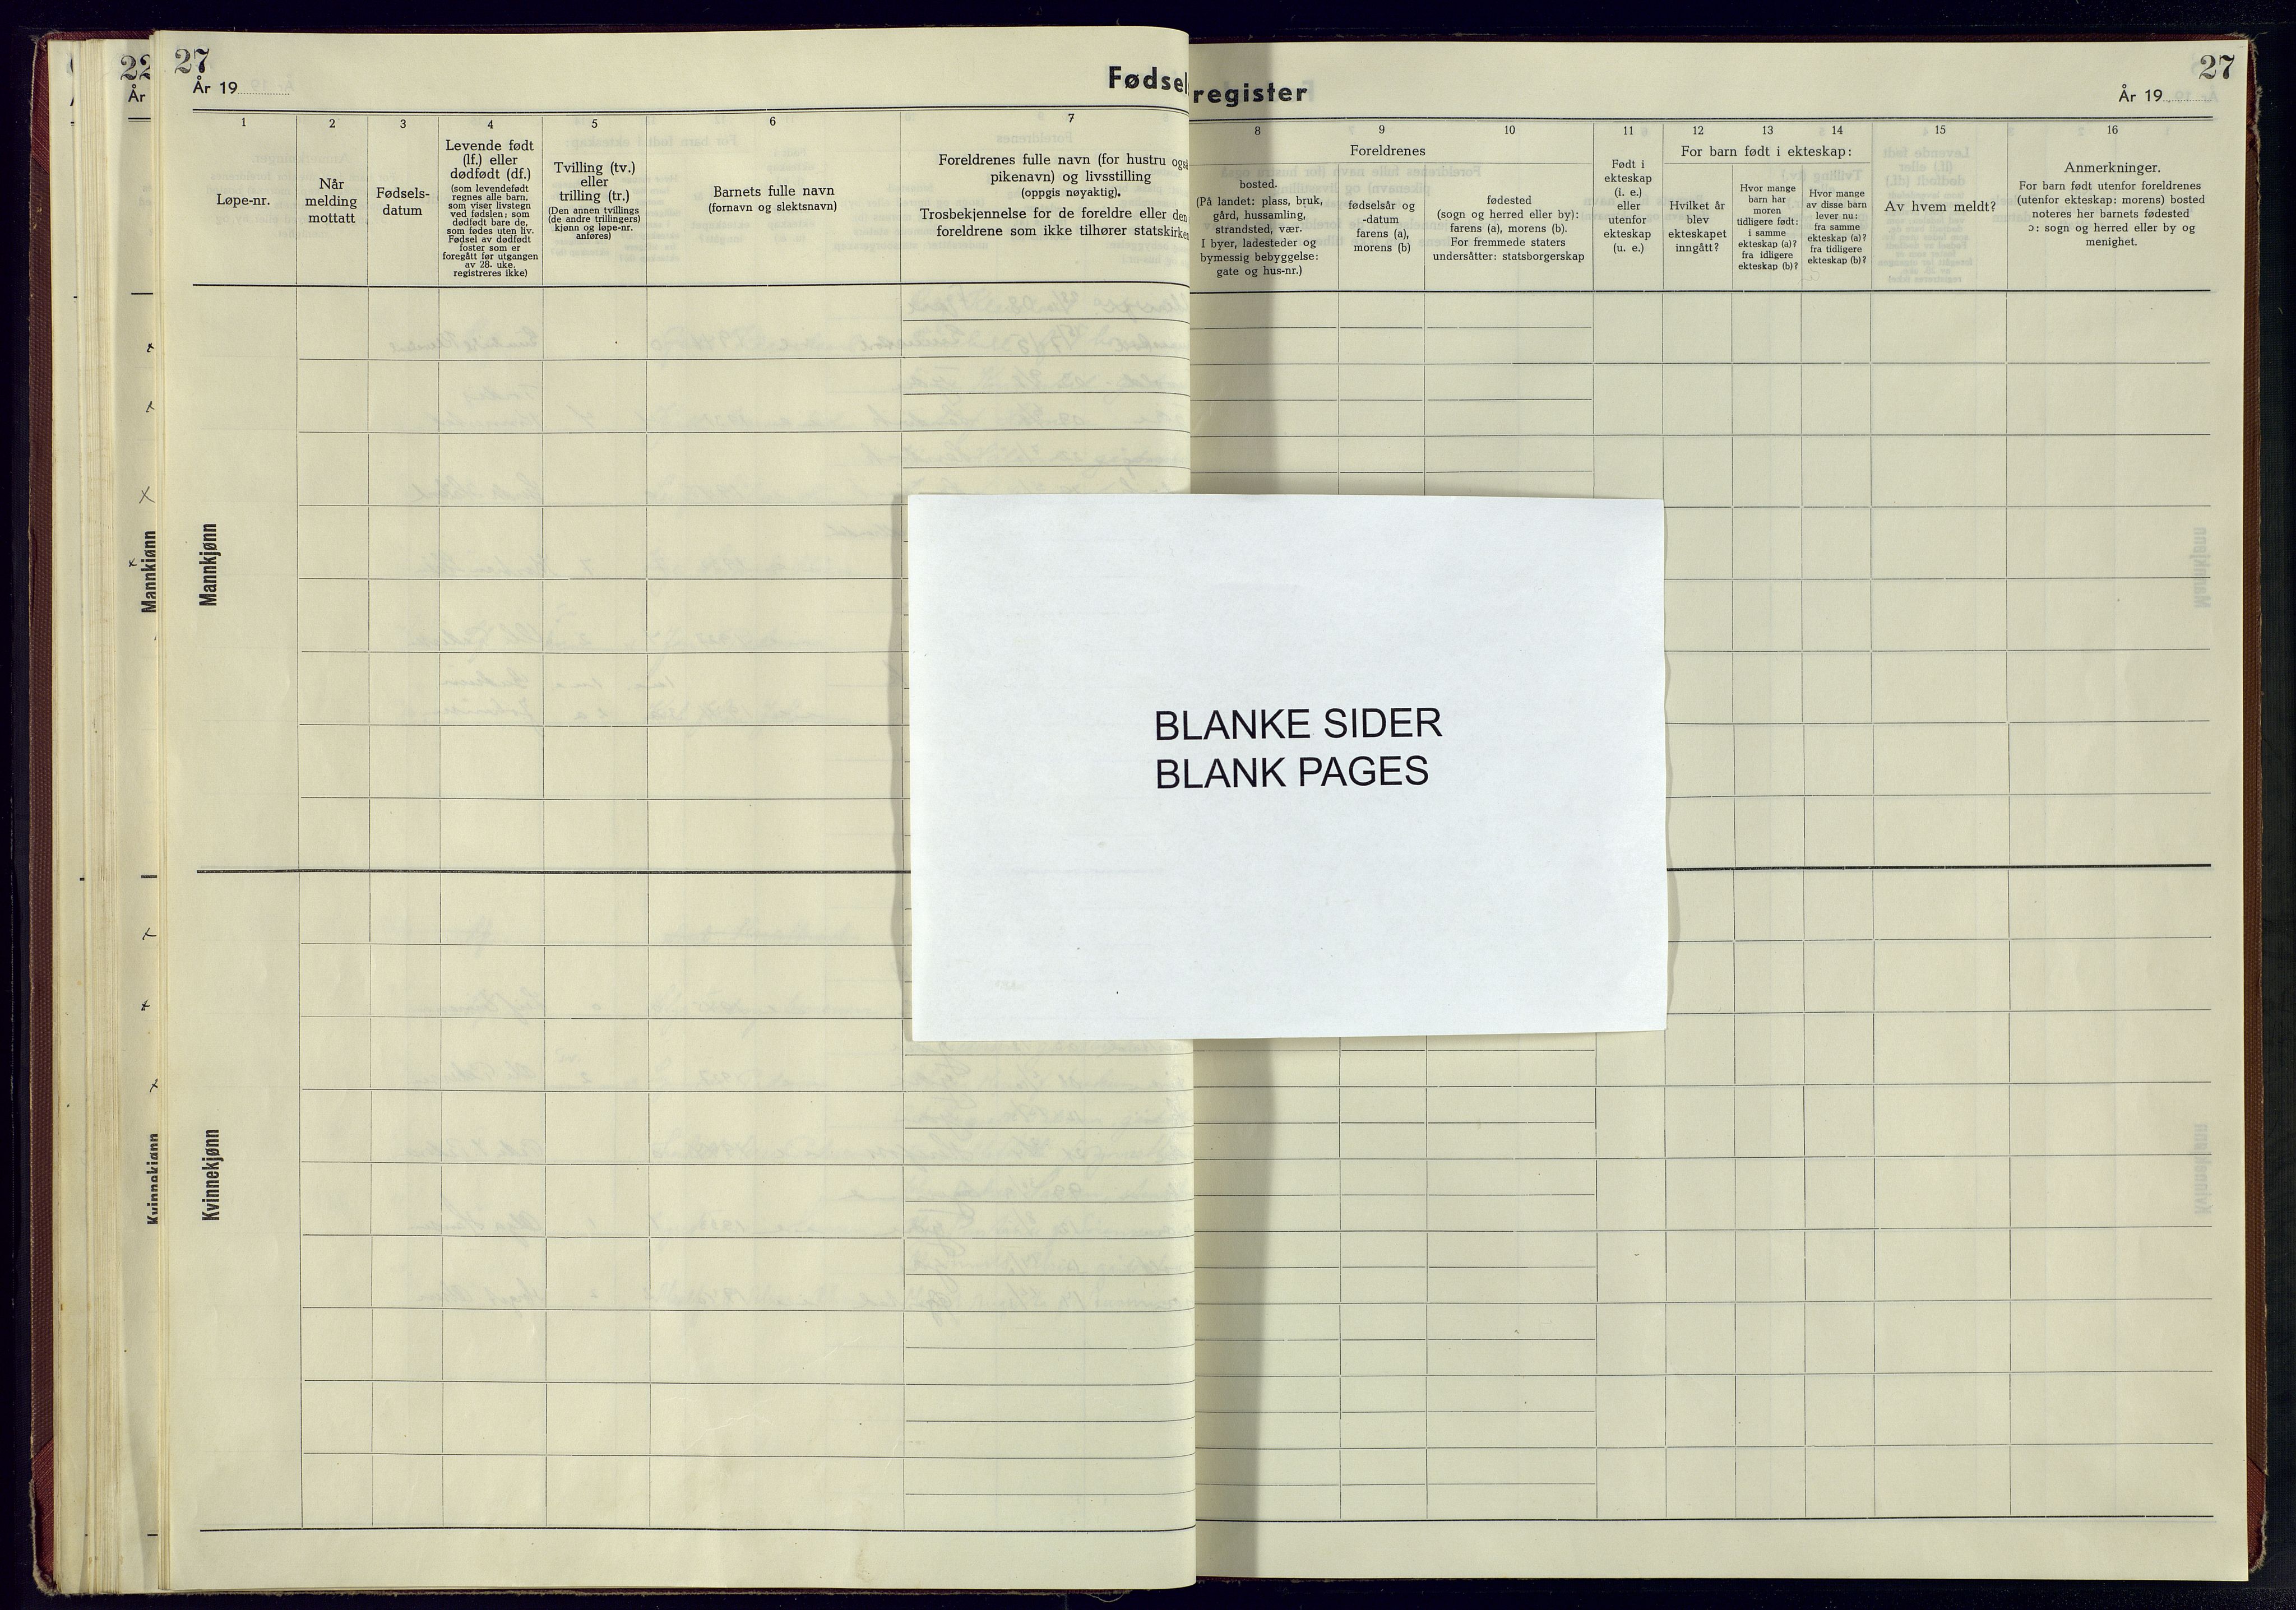 22
År
27
År 19
Fødsel
register
27
År 19
1
2
3
4
5
6
7
8
9
10
11
12
13
14
15
16
Løpe-nr.
Når
melding
mottatt
Fødsels-
datum
Levende født
(lf.) eller
dødfødt (df.)
(som levendefødt
regnes alle barn,
som viser livstegn
ved fødslen; som
dødfødt bare de,
som fødes uten liv.
Fødsel av dødfødt
foster som er
foregått før utgangen
av 28. uke.
registreres ikke)
Tvilling (tv.)
eller
trilling (tr.)
(Den annen tvillings
(de andre trillingers)
kjønn og løpe-nr.
anføres)
Barnets fulle navn
(fornavn og slektsnavn)
Foreldrenes fulle navn (for hustru ogs
pikenavn) og livsstilling
(oppgis nøyaktig).
Trosbekjennelse for de foreldre eller den
foreldrene som ikke tilhører statskirke
Foreldrenes
bosted.
(På landet: plass, bruk,
gård, hussamling,
strandsted, vær.
I byer, ladesteder og
bymessig bebyggelse:
gate og hus-nr.)
fødselsår og
-datum
farens (a),
morens (b)
fødested
(sogn og herred eller by):
farens (a), morens (b).
For fremmede staters
undersåtter: statsborgerskap
Født i
ekteskap
(i. e.)
eller
utenfor
ekteskap
(u. e.)
For barn født i ekteskap:
Hvilket år
blev
ekteskapet
inngått?
Hvor mange
barn har
moren
tidligere født:
i samme
ekteskap (a)?
fra idligere
ekteskap (b)?
Hvor mange
av disse barn
lever nu:
fra samme
ekteskap (a)?
fra tidligere
ekteskap (b)?
Av hvem meldt?
Anmerkninger.
For barn født utenfor foreldrenes
(utenfor ekteskap: morens) bosted
noteres her barnets fødested
ɔ: sogn og herred eller by og
menighet.
Mannkjønn
Mannkjønn
BLANKE SIDER
BLANK PAGES
Kvinnekjønn
Kvinnekjønn